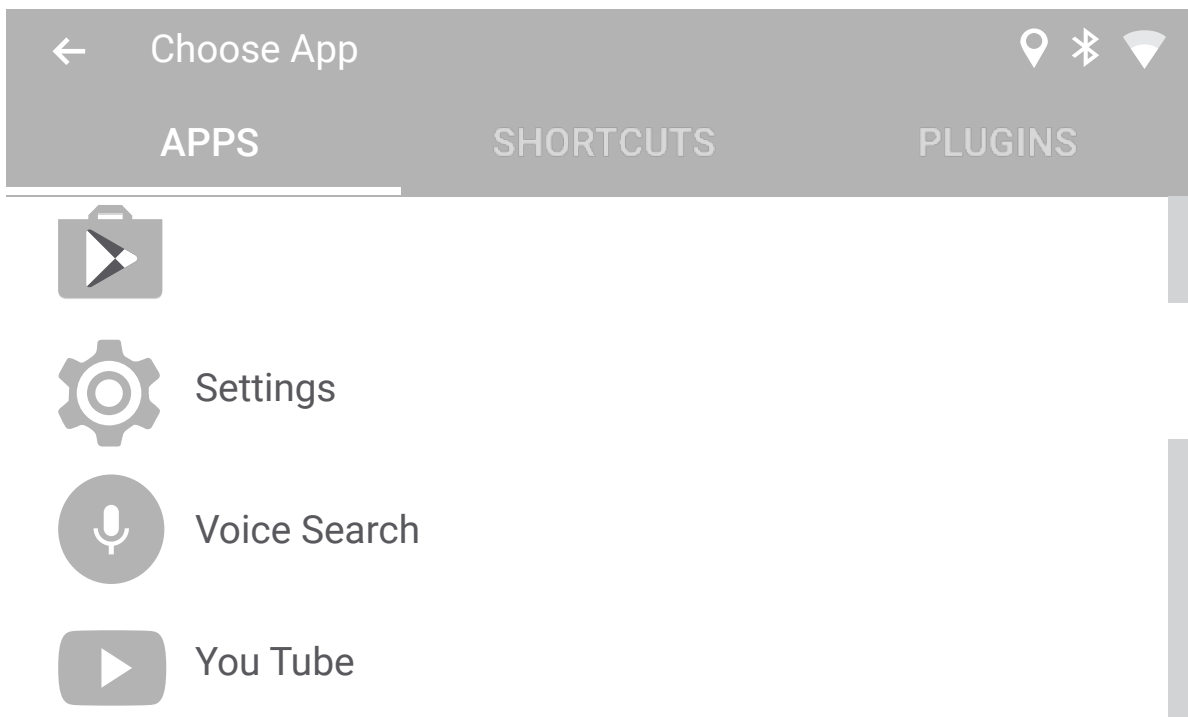 Choose App
APPS SHORTCUTS PLUGINS
Settings
Voice Search
You Tube